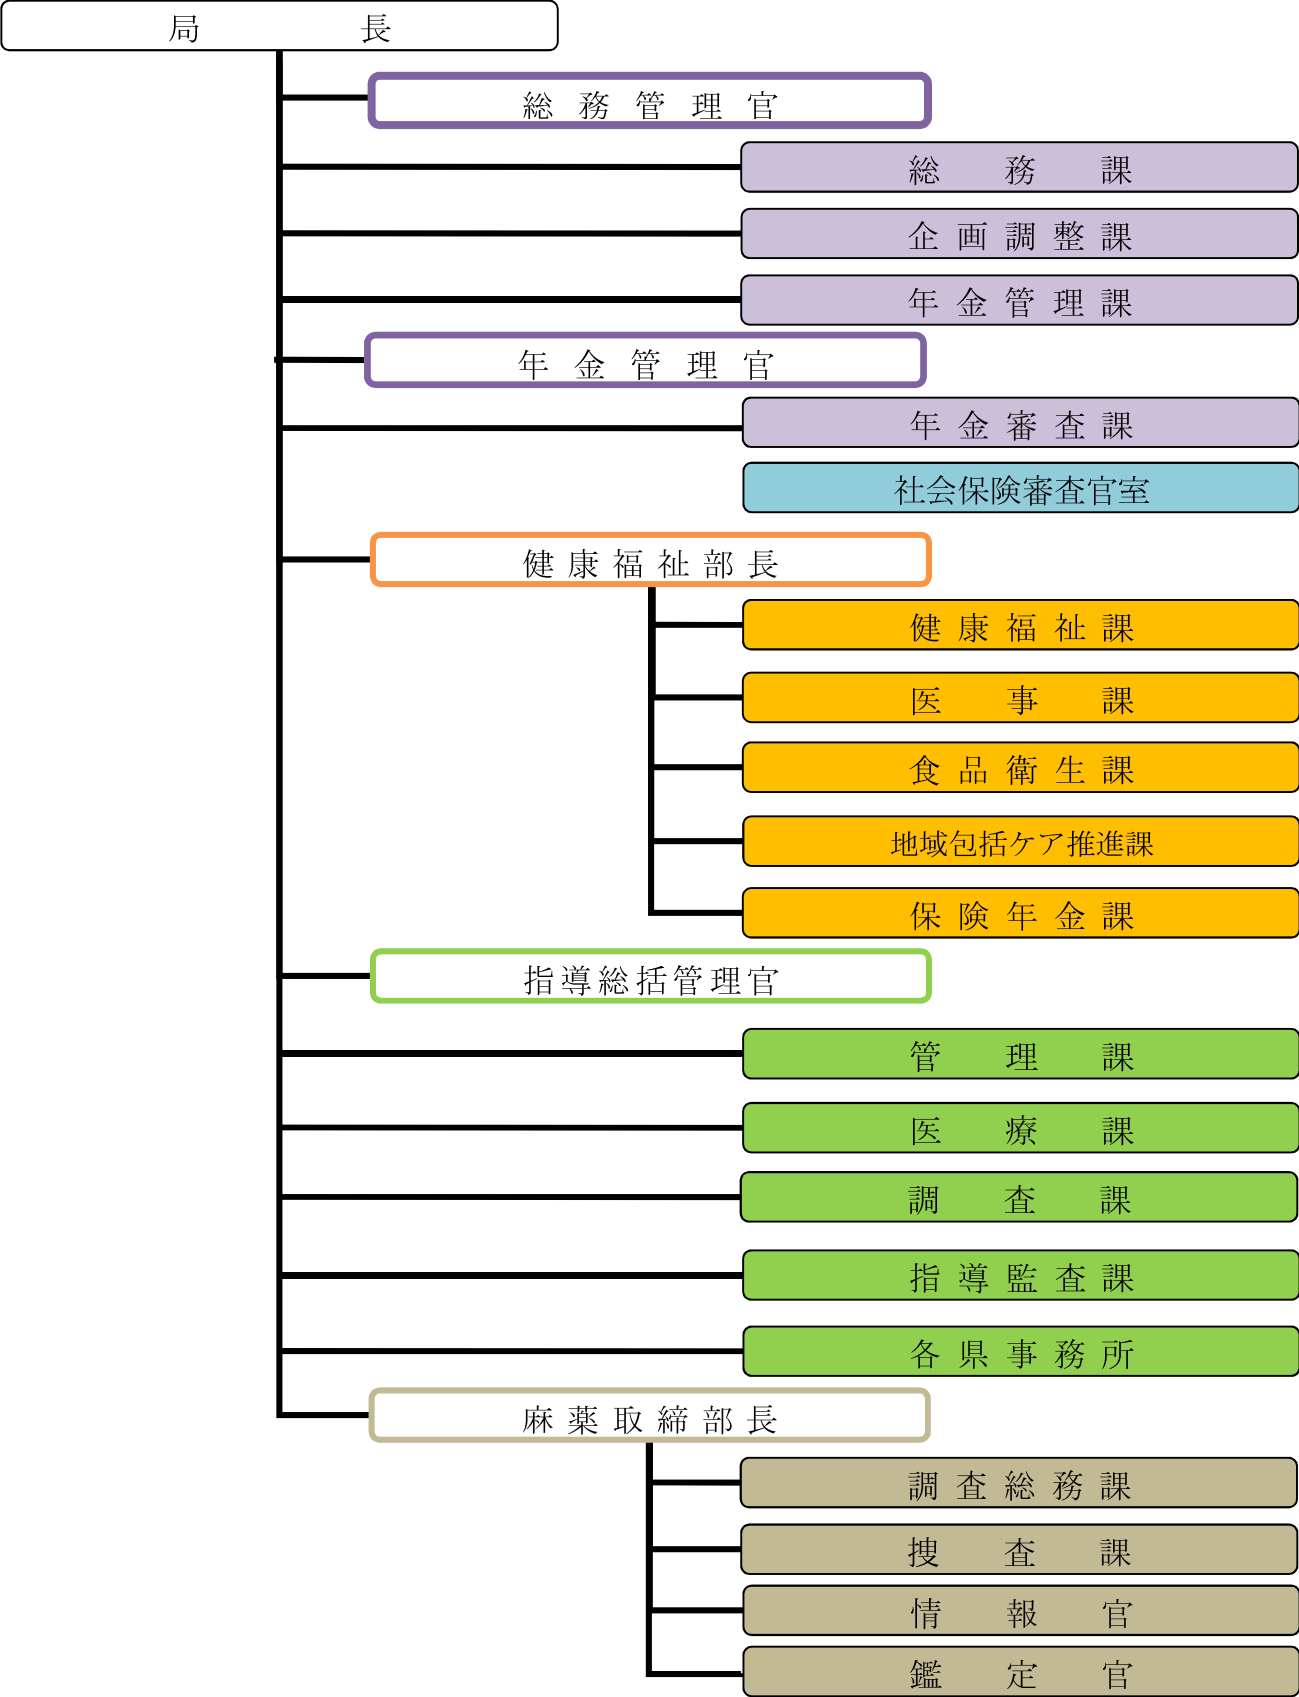 局長
総務管理官
総務課
企画調整課
年金管理課
年金管理官
年金審査課
社会保険審査官室
健康福祉部長
健康福祉課
医事課
食品衛生課
地域包括ケア推進課
保険年金課
指導総括管理官
管理課
医療課
調査課
指導監査課
各県事務所
麻薬取締部長
調査総務課
捜査課
情報官
鑑定官